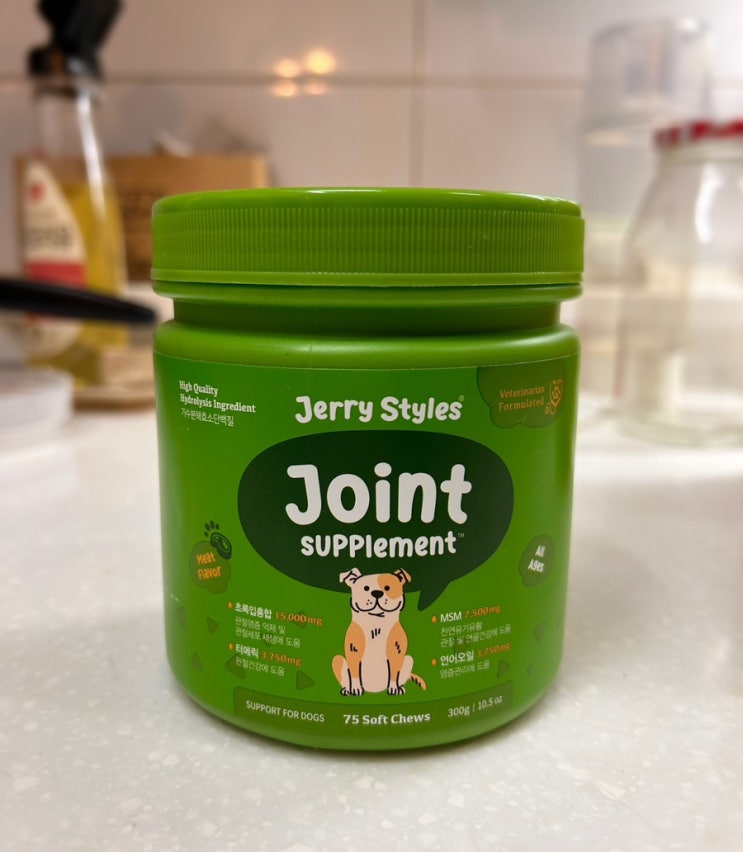 High Quality
Hydrolysis Ingredient
가수분해효소단백질
Jerry Styles®
Veterinarian
Formulated
Joint
SUPPlement™
Meat
Flavor
All
Ages
초록입홍합 15,000mg
관절염증 억제 및
관절세포 재생에 도움
터메릭 3,750mg
관절건강에 도움
MSM 7,500mg
천연유기유황
관절 및 연골건강에 도움
연어오일 3,750mg
염증관리에 도움
SUPPORT FOR DOGS
75 Soft Chews
300g | 10.5 oz